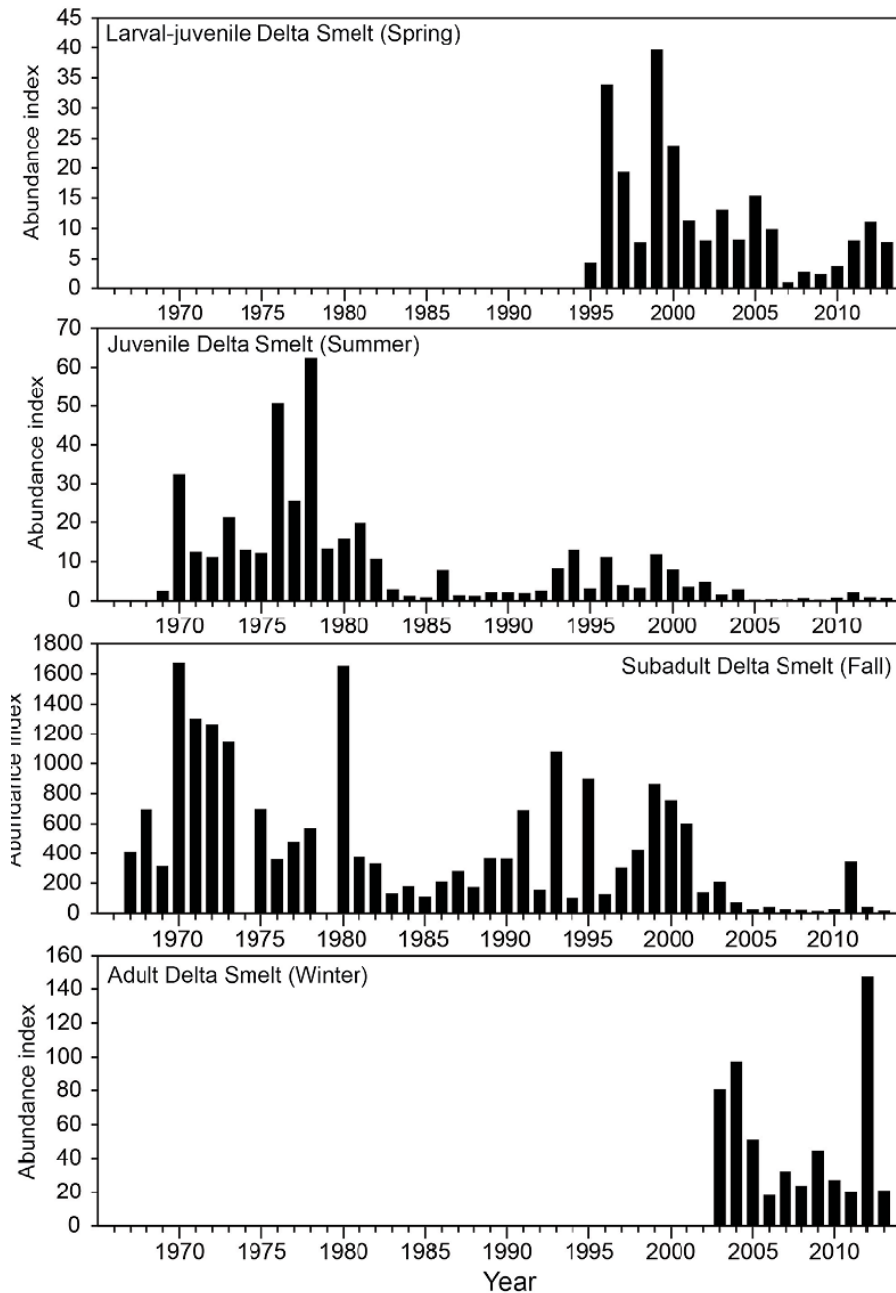 Larval-juvenile Delta Smelt (Spring)
Abundance index
45
40
35
30
25
20
15
10
5
0
1970 1975 1980 1985 1990 1995 2000 2005 2010
Juvenile Delta Smelt (Summer)
Abundance index
70
60
50
40
30
20
10
0
1970 1975 1980 1985 1990 1995 2000 2005 2010
Subadult Delta Smelt (Fall)
Abundance index
1800
1600
1400
1200
1000
800
600
400
200
0
1970 1975 1980 1985 1990 1995 2000 2005 2010
Adult Delta Smelt (Winter)
Abundance index
160
140
120
100
80
60
40
20
0
1970 1975 1980 1985 1990 1995 2000 2005 2010
Year